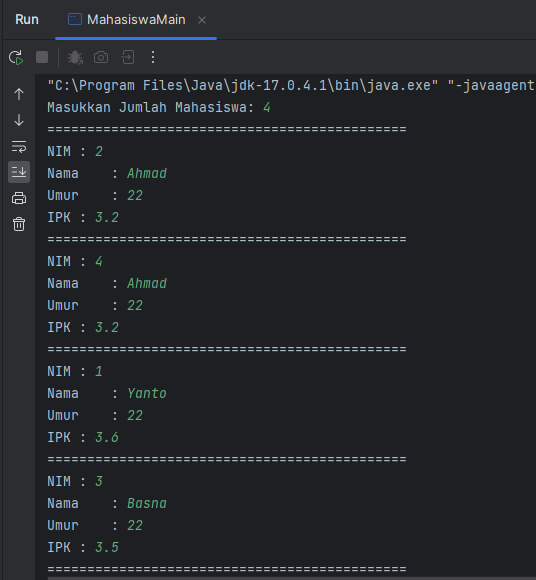 Run MahasiswaMain
"C:\Program Files\Java\jdk-17.0.4.1\bin\java.exe" "-javaagent
Masukkan Jumlah Mahasiswa: 4
=============================================
NIM : 2
Nama    : Ahmad
Umur    : 22
IPK : 3.2
=============================================
NIM : 4
Nama    : Ahmad
Umur    : 22
IPK : 3.2
=============================================
NIM : 1
Nama    : Yanto
Umur    : 22
IPK : 3.6
=============================================
NIM : 3
Nama    : Basna
Umur    : 22
IPK : 3.5
=============================================